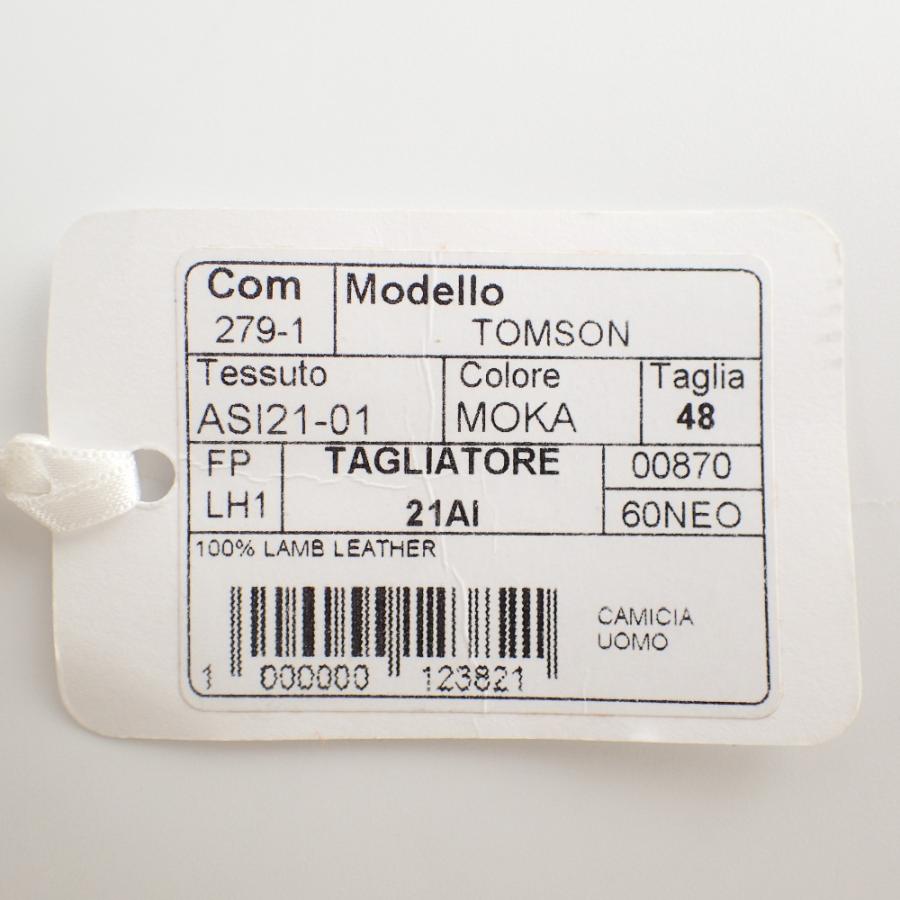 Com
279-1
Modello
TOMSON
Tessuto
ASI21-01
Colore
MOKA
Taglia
48
FP
LH1
TAGLIATORE
21AI
00870
60NEO
100% LAMB LEATHER
CAMICIA
UOMO
1 000000 123821